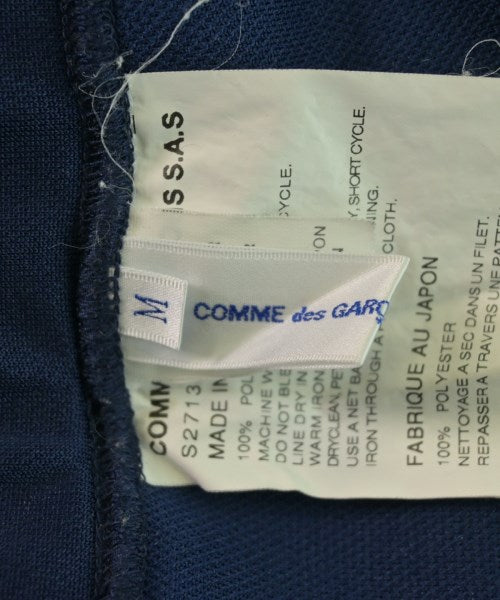 M
COMME des GARÇ
COMM
S S.A.S
S2713
MADE IN
100% POL
MACHINE W
CYCLE.
Y, SHORT CYCLE.
DO NOT BLE
LINE DRY IN
ON
WARM IRON
DRYCLEAN, PE
NING.
USE A NET BA
CLOTH.
IRON THROUGH A
FABRIQUE AU JAPON
100% POLYESTER
NETTOYAGE A SEC DANS UN FILET.
REPASSER A TRAVERS UNE PATTE